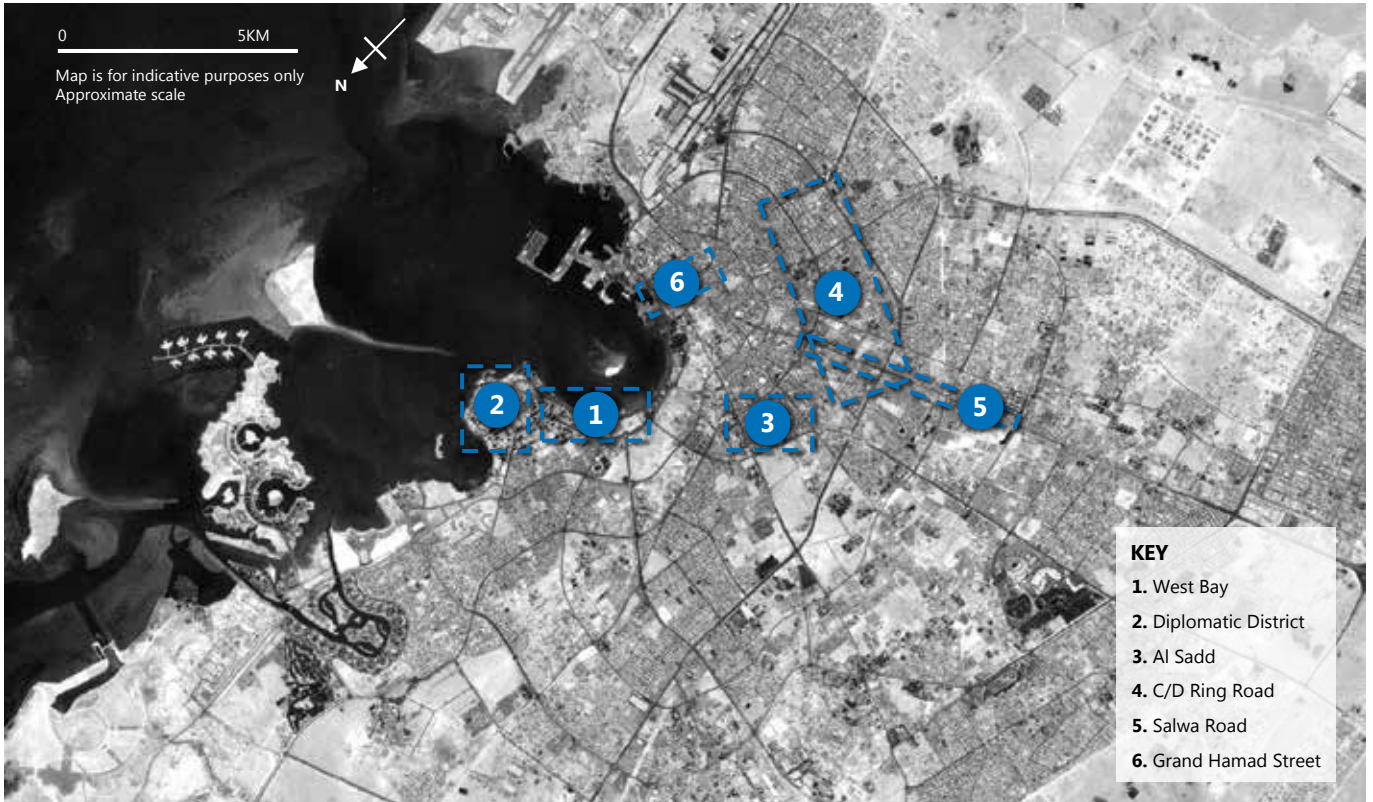 0 5KM
Map is for indicative purposes only
Approximate scale
N
6
4
2
1
3
5
KEY
1. West Bay
2. Diplomatic District
3. Al Sadd
4. C/D Ring Road
5. Salwa Road
6. Grand Hamad Street